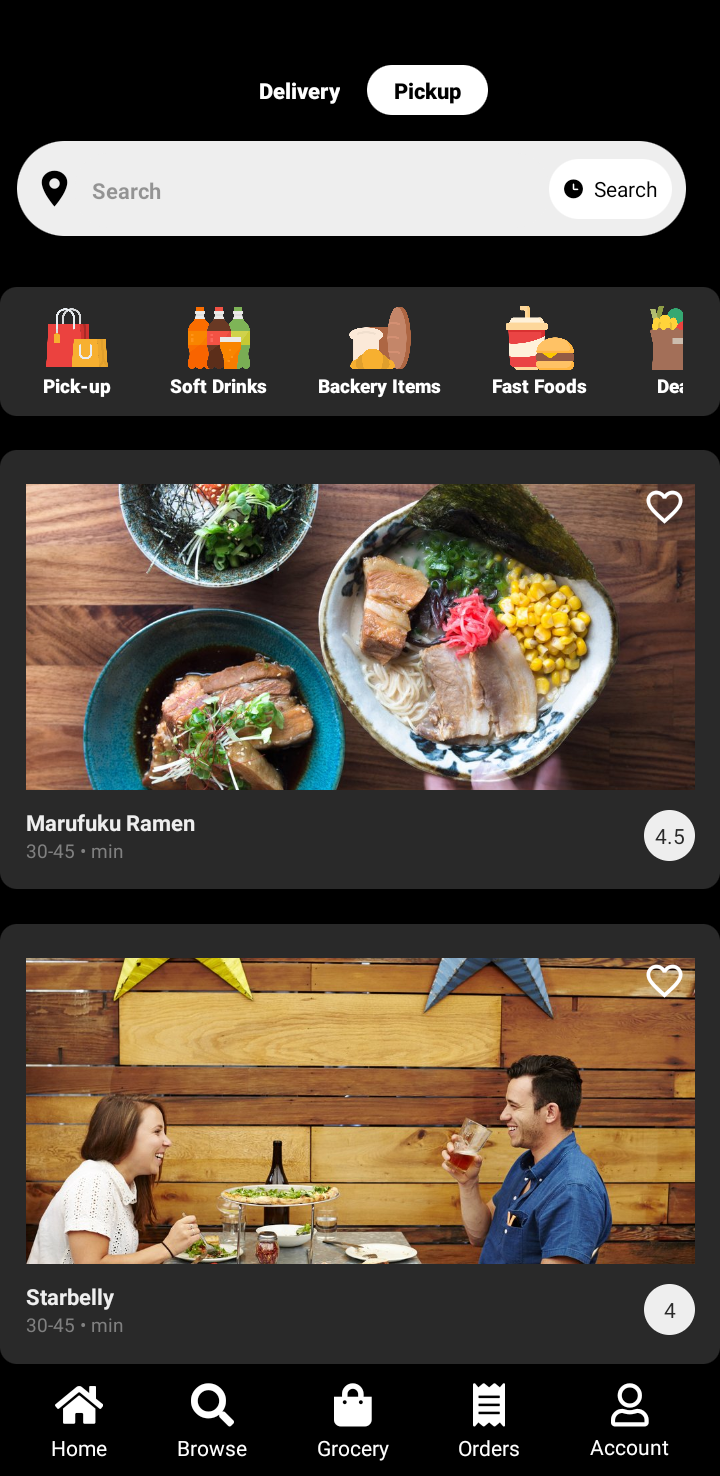 Delivery Pickup
Search Search
Pick-up Soft Drinks Backery Items Fast Foods
Marufuku Ramen
4.5
30-45 • min
Starbelly
4
30-45 • min
Home Browse Grocery Orders Account